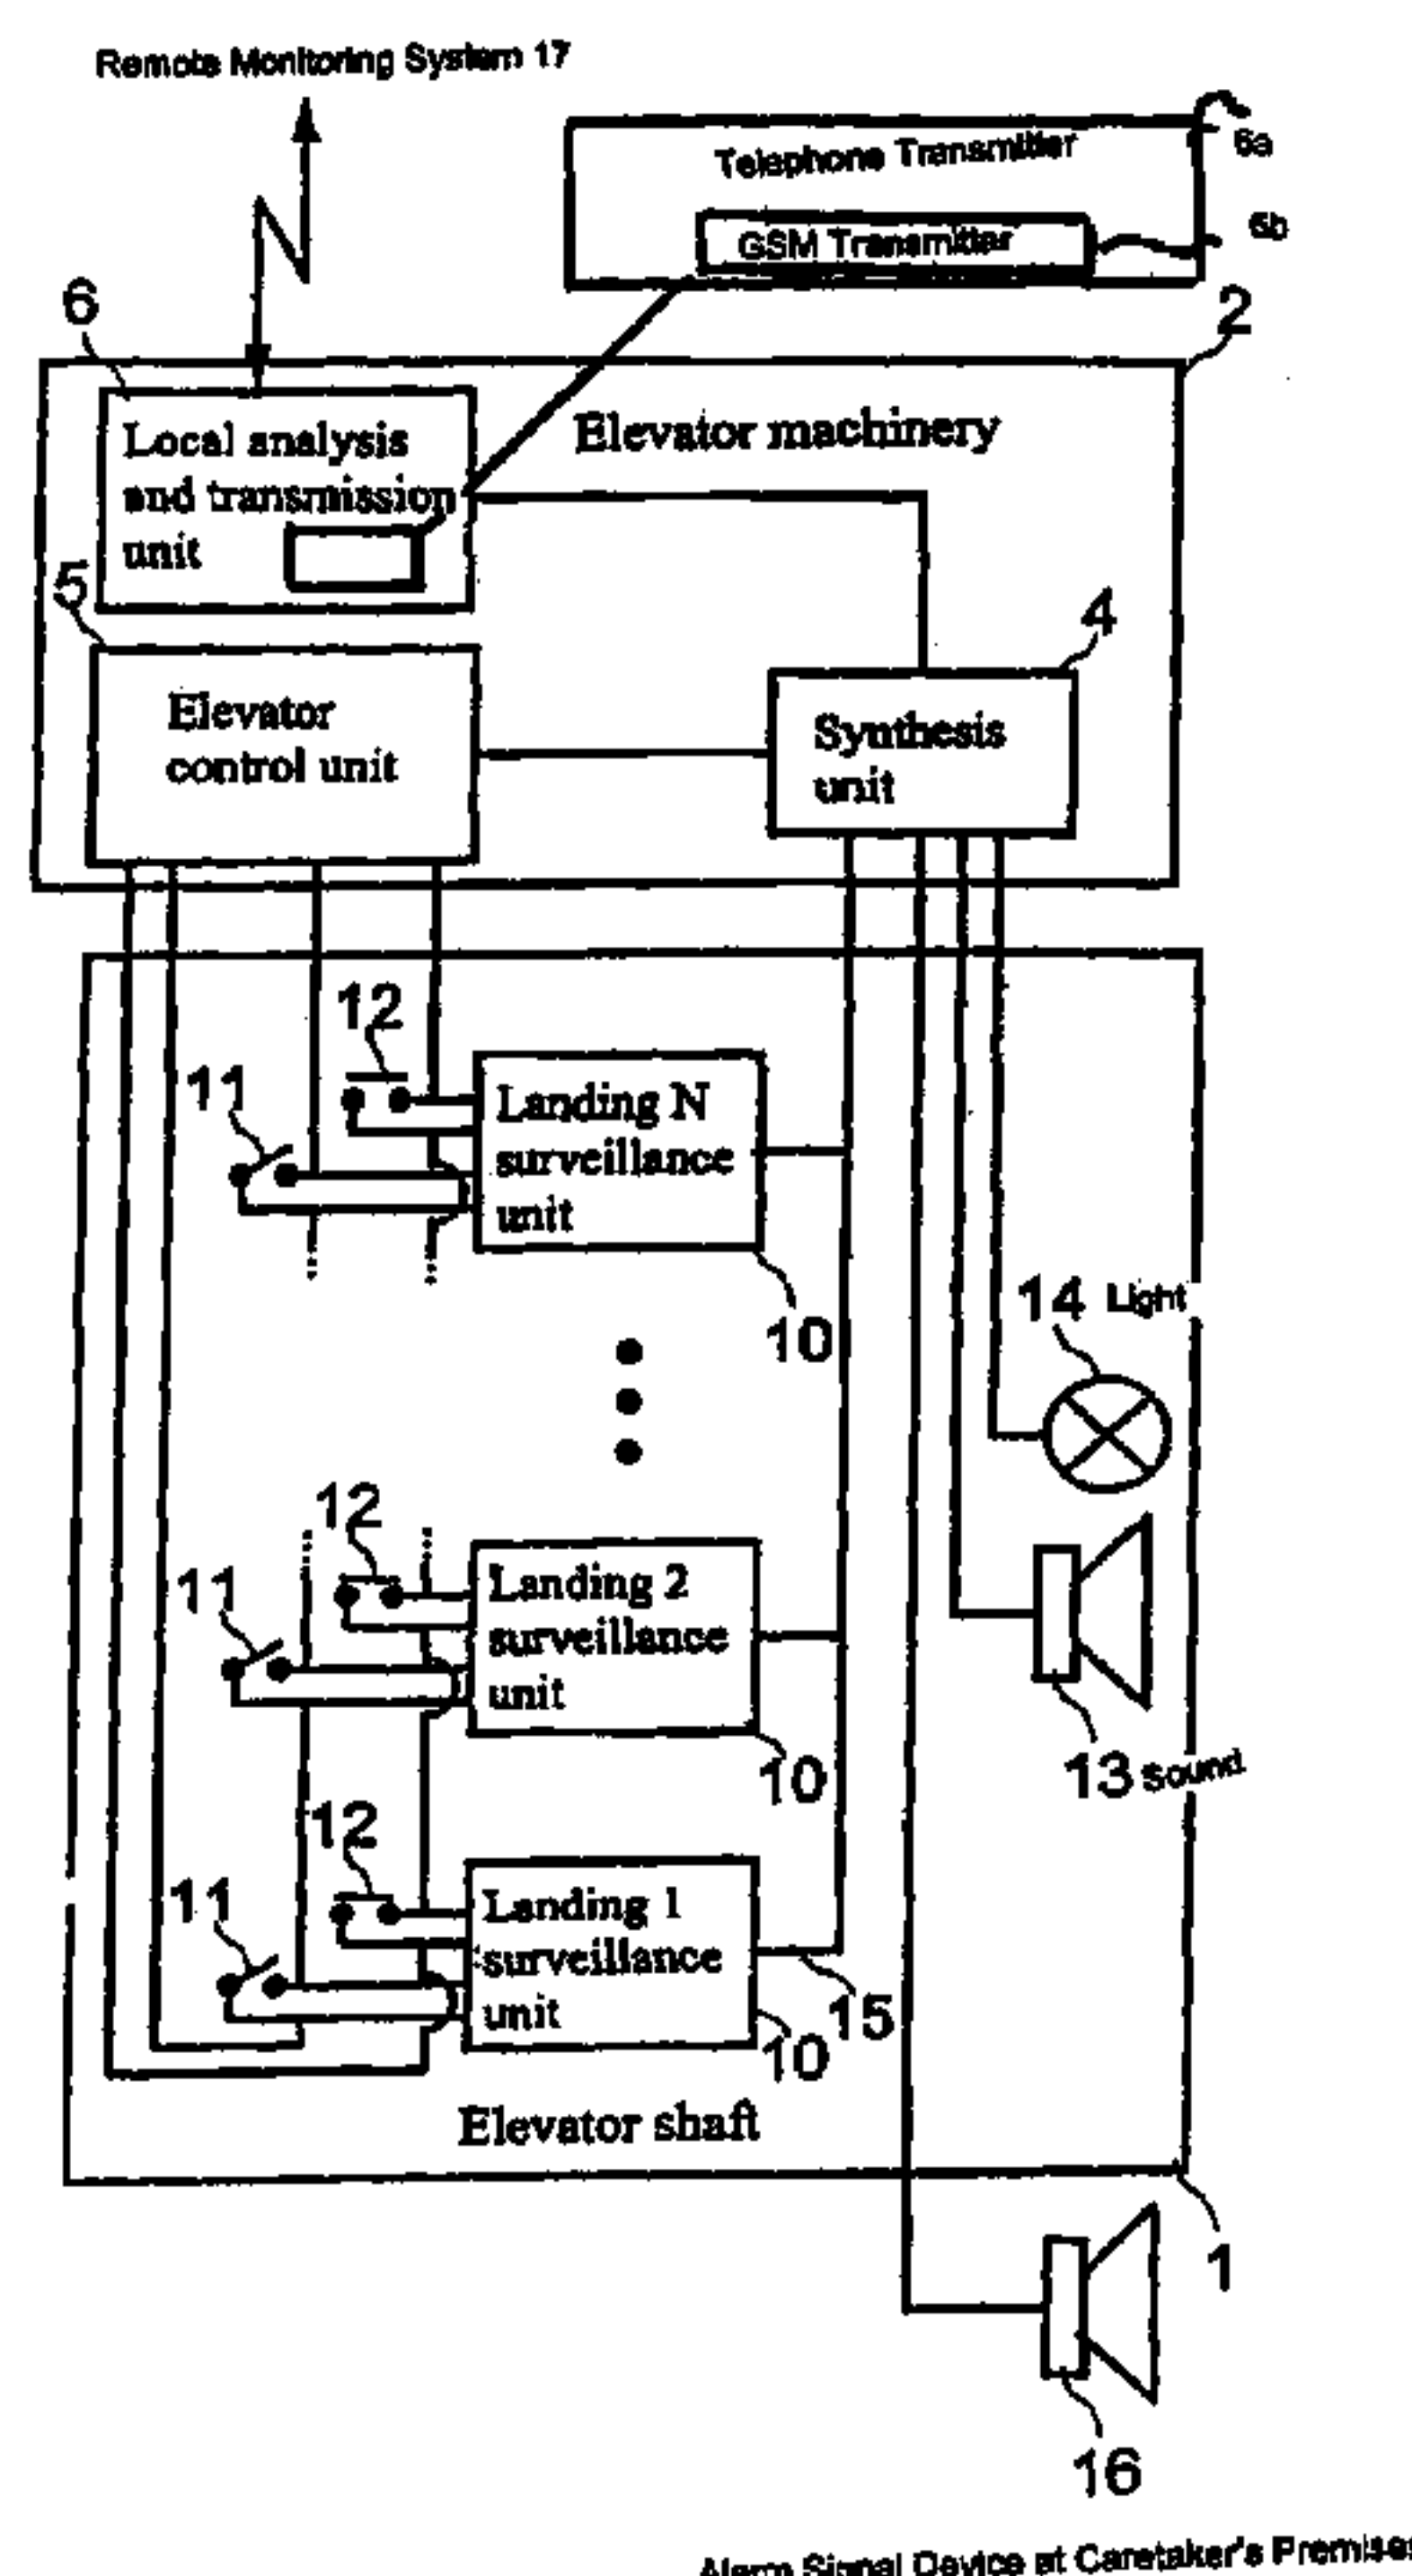 Remote Monitoring System 17
Telephone Transmitter
6a
GSM Transmitter
6b
2
6
Local analysis
and transmission
unit
Elevator machinery
5
Elevator
control unit
4
Synthesis
unit
12
11
Landing N
surveillance
unit
10
14 Light
12
11
Landing 2
surveillance
unit
10
13 Sound
12
11
Landing 1
surveillance
unit
15
10
Elevator shaft
1
16
Alarm Signal Device at Caretaker's Premises